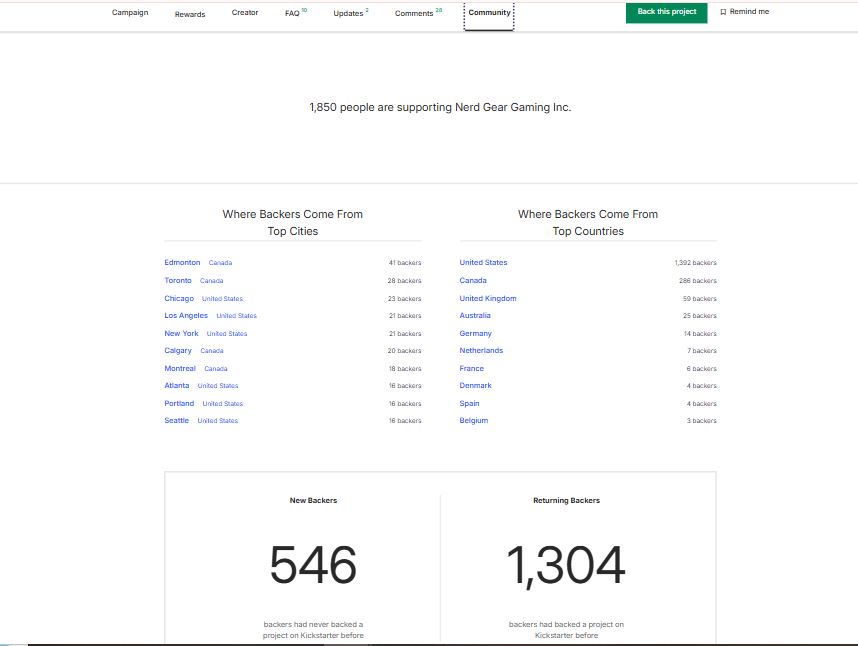 Campaign Rewards Creator FAQ 10 Updates 2 Comments 28 Community Back this project Remind me
1,850 people are supporting Nerd Gear Gaming Inc.
Where Backers Come From
Top Cities
Edmonton Canada 41 backers
Toronto Canada 28 backers
Chicago United States 23 backers
Los Angeles United States 21 backers
New York United States 21 backers
Calgary Canada 20 backers
Montreal Canada 18 backers
Atlanta United States 16 backers
Portland United States 16 backers
Seattle United States 16 backers
Where Backers Come From
Top Countries
United States 1,392 backers
Canada 286 backers
United Kingdom 59 backers
Australia 25 backers
Germany 14 backers
Netherlands 7 backers
France 6 backers
Denmark 4 backers
Spain 4 backers
Belgium 3 backers
New Backers
546
backers had never backed a
project on Kickstarter before
Returning Backers
1,304
backers had backed a project on
Kickstarter before